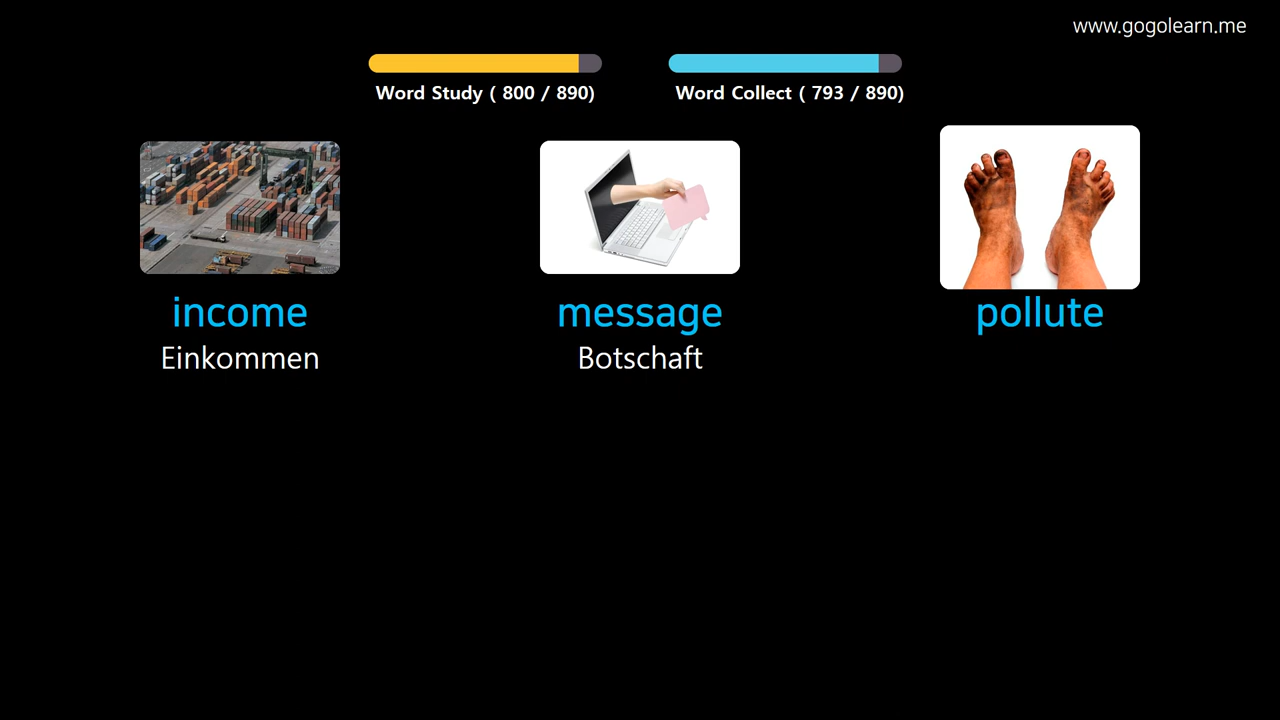 www.gogolearn.me
Word Study ( 800 / 890)
Word Collect ( 793 / 890)
income
Einkommen
message
Botschaft
pollute